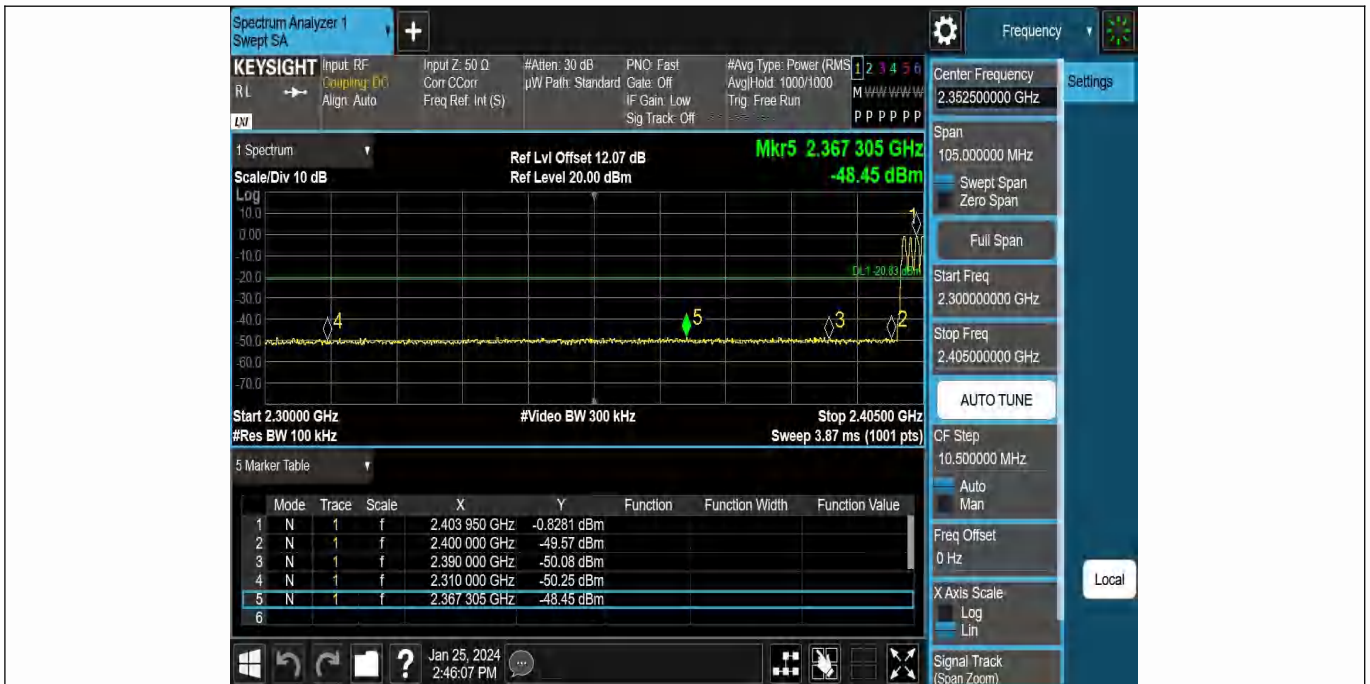 Spectrum Analyzer 1
Swept SA
+
Frequency
KEYSIGHT
RL
LXI
Input: RF
Coupling: DC
Align: Auto
Input Z: 50 Ω
Corr CCorr
Freq Ref: Int (S)
#Atten: 30 dB
µW Path: Standard
PNO: Fast
Gate: Off
IF Gain: Low
Sig Track: Off
#Avg Type: Power (RMS
Avg|Hold: 1000/1000
Trig: Free Run
1 2 3 4 5 6
M W W W W W
P P P P P P
1 Spectrum
Scale/Div 10 dB
Ref Lvl Offset 12.07 dB
Ref Level 20.00 dBm
Mkr5 2.367 305 GHz
-48.45 dBm
Log
10.0
0.00
-10.0
-20.0
-30.0
-40.0
-50.0
-60.0
-70.0
DL1 -20.83 dBm
1
4
5
3
2
Start 2.30000 GHz
#Video BW 300 kHz
Stop 2.40500 GHz
#Res BW 100 kHz
Sweep 3.87 ms (1001 pts)
5 Marker Table
Mode Trace Scale X Y Function Function Width Function Value
1 N 1 f 2.403 950 GHz -0.8281 dBm
2 N 1 f 2.400 000 GHz -49.57 dBm
3 N 1 f 2.390 000 GHz -50.08 dBm
4 N 1 f 2.310 000 GHz -50.25 dBm
5 N 1 f 2.367 305 GHz -48.45 dBm
6
?
Jan 25, 2024
2:46:07 PM
Center Frequency
2.352500000 GHz
Settings
Span
105.000000 MHz
Swept Span
Zero Span
Full Span
Start Freq
2.300000000 GHz
Stop Freq
2.405000000 GHz
AUTO TUNE
CF Step
10.500000 MHz
Auto
Man
Freq Offset
0 Hz
X Axis Scale
Log
Lin
Local
Signal Track
(Span Zoom)